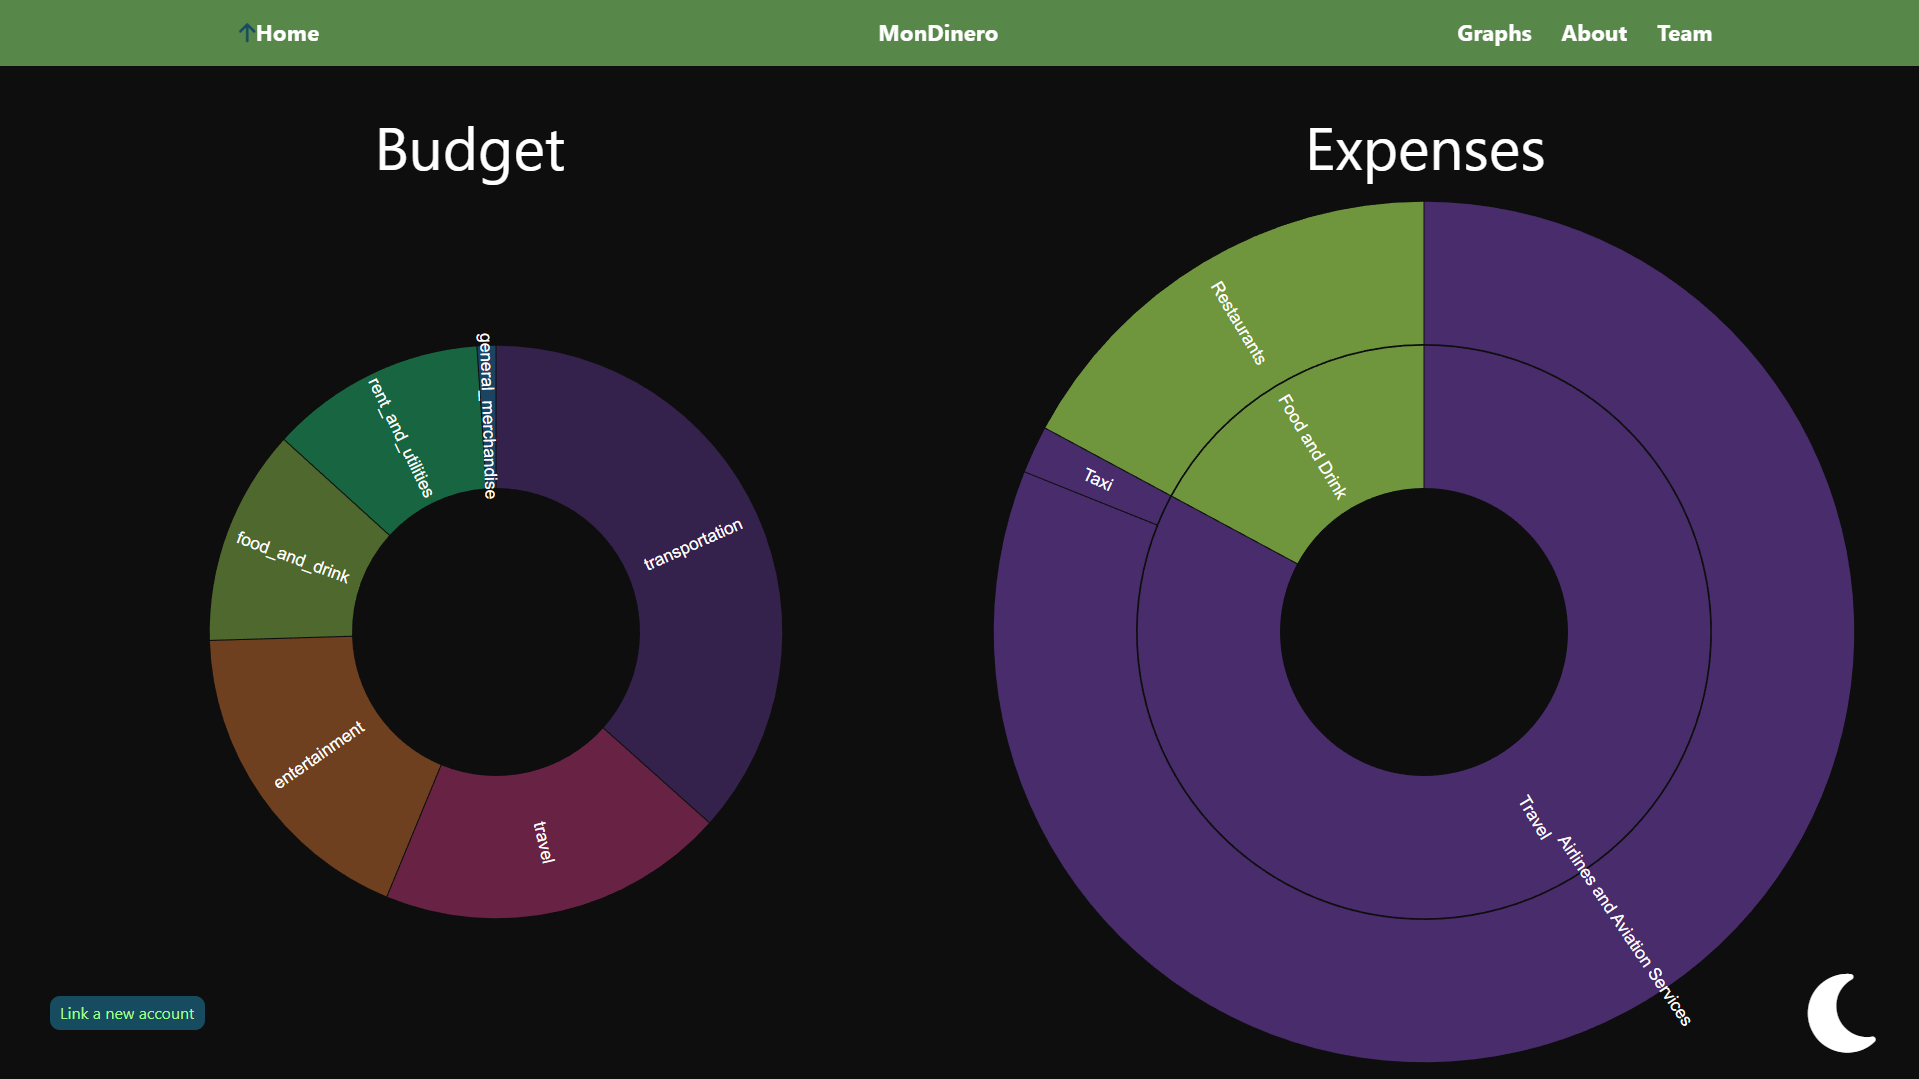 Home
MonDinero
Graphs
About
Team
Budget
Expenses
general_merchandise
rent_and_utilities
food_and_drink
entertainment
travel
transportation
Restaurants
Food and Drink
Taxi
Travel
Airlines and Aviation Services
Link a new account